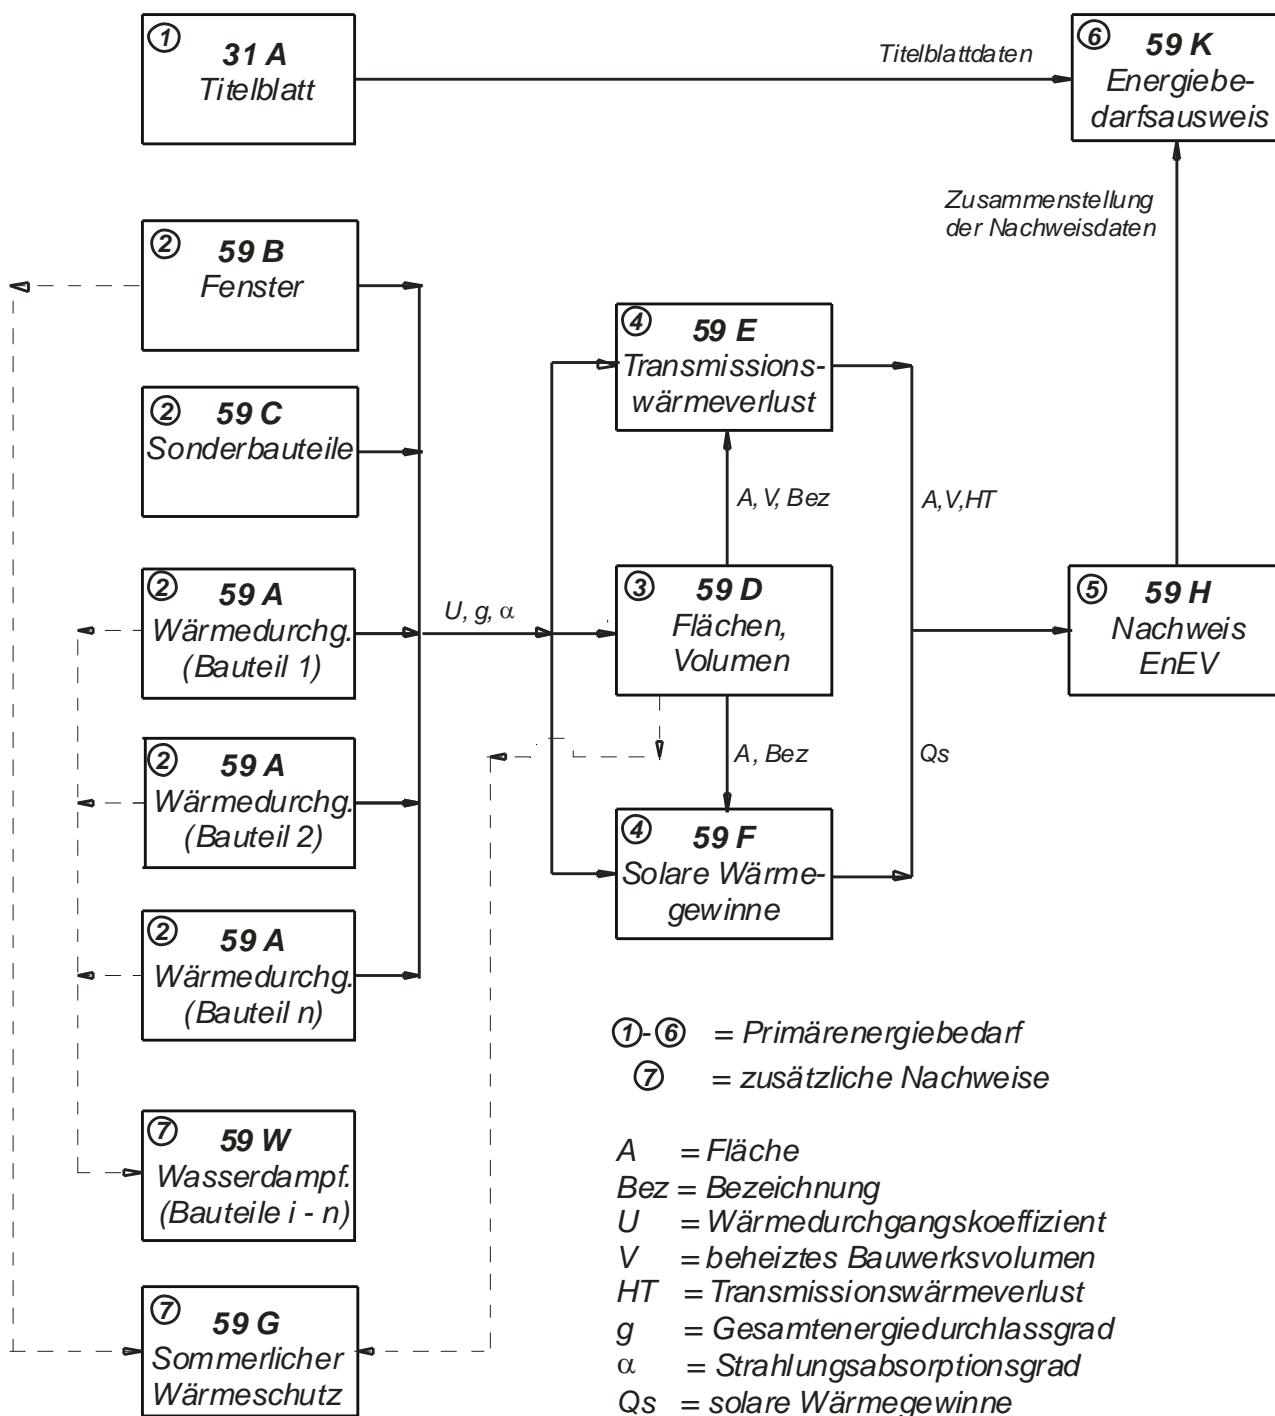 ① 31 A
Titelblatt
Titelblattdaten
⑥ 59 K
Energiebe-
darfsausweis
Zusammenstellung
der Nachweisdaten
② 59 B
Fenster
② 59 C
Sonderbauteile
② 59 A
Wärmedurchg.
(Bauteil 1)
② 59 A
Wärmedurchg.
(Bauteil 2)
② 59 A
Wärmedurchg.
(Bauteil n)
⑦ 59 W
Wasserdampf.
(Bauteile i - n)
⑦ 59 G
Sommerlicher
Wärmeschutz
U, g, α
④ 59 E
Transmissions-
wärmeverlust
A, V, Bez
③ 59 D
Flächen,
Volumen
A, Bez
④ 59 F
Solare Wärme-
gewinne
A,V,HT
Qs
⑤ 59 H
Nachweis
EnEV
①-⑥ = Primärenergiebedarf
⑦ = zusätzliche Nachweise
A = Fläche
Bez = Bezeichnung
U = Wärmedurchgangskoeffizient
V = beheiztes Bauwerksvolumen
HT = Transmissionswärmeverlust
g = Gesamtenergiedurchlassgrad
α = Strahlungsabsorptionsgrad
Qs = solare Wärmegewinne